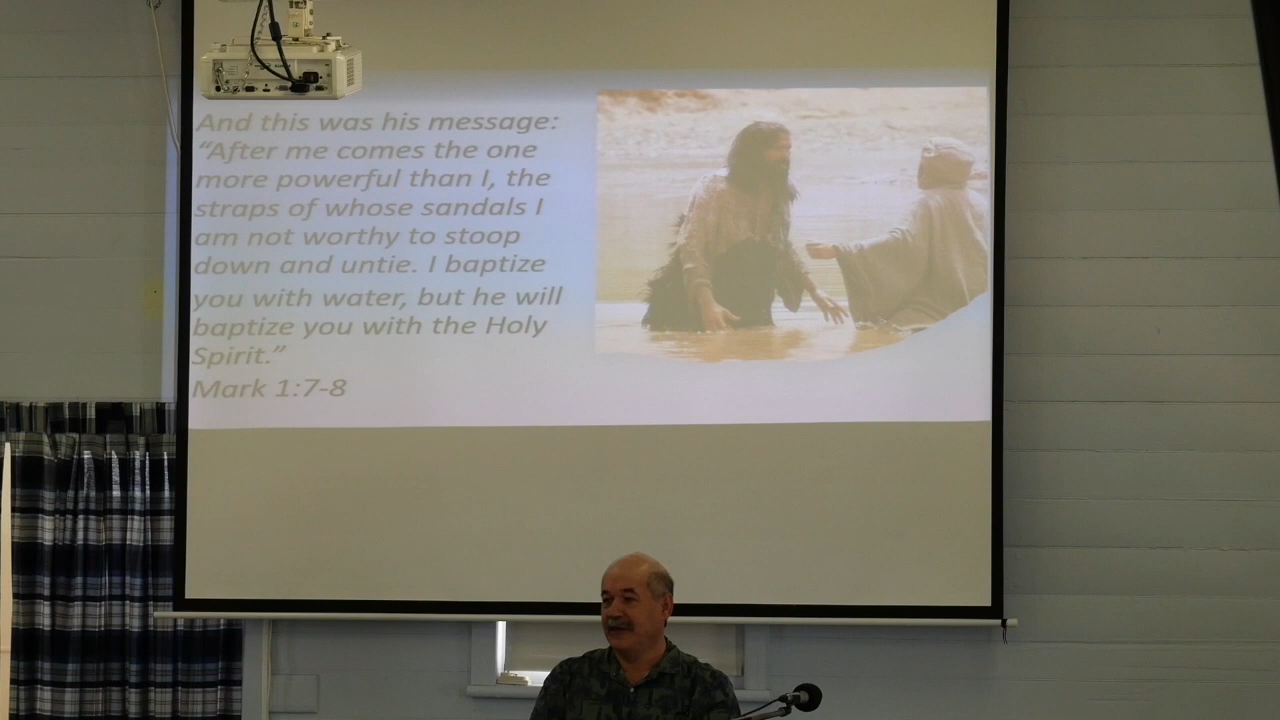 And this was his message:
“After me comes the one
more powerful than I, the
straps of whose sandals I
am not worthy to stoop
down and untie. I baptize
you with water, but he will
baptize you with the Holy
Spirit.”
Mark 1:7-8